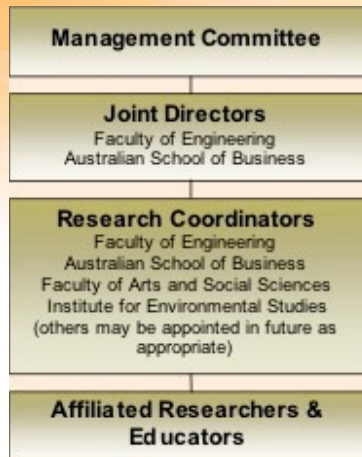 Management Committee
Joint Directors
Faculty of Engineering
Australian School of Business
Research Coordinators
Faculty of Engineering
Australian School of Business
Faculty of Arts and Social Sciences
Institute for Environmental Studies
(others may be appointed in future as
appropriate)
Affiliated Researchers &
Educators